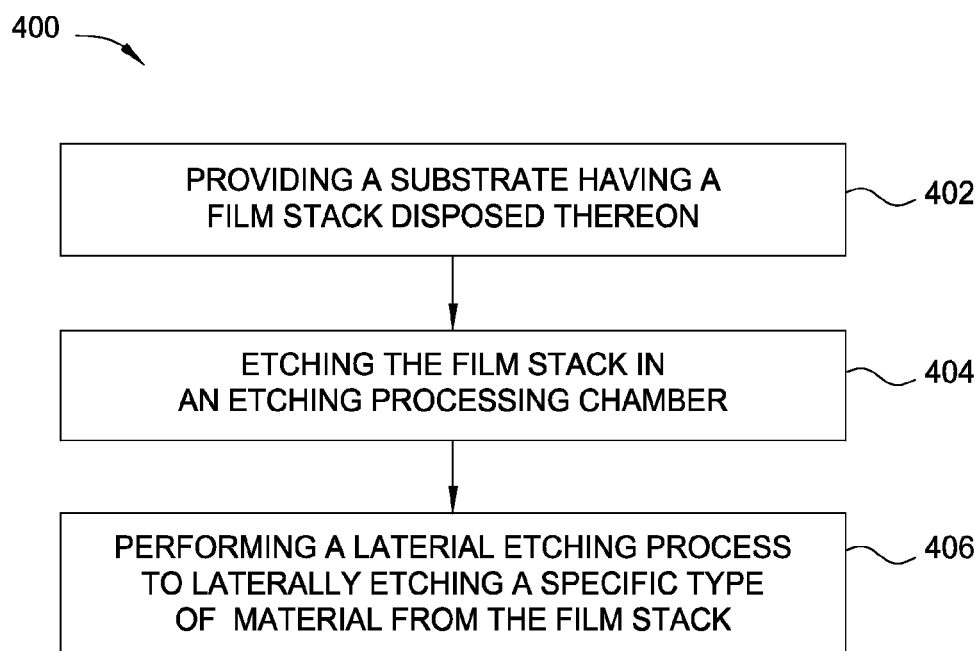 400
PROVIDING A SUBSTRATE HAVING A
FILM STACK DISPOSED THEREON
402
ETCHING THE FILM STACK IN
AN ETCHING PROCESSING CHAMBER
404
PERFORMING A LATERIAL ETCHING PROCESS
TO LATERALLY ETCHING A SPECIFIC TYPE
OF MATERIAL FROM THE FILM STACK
406